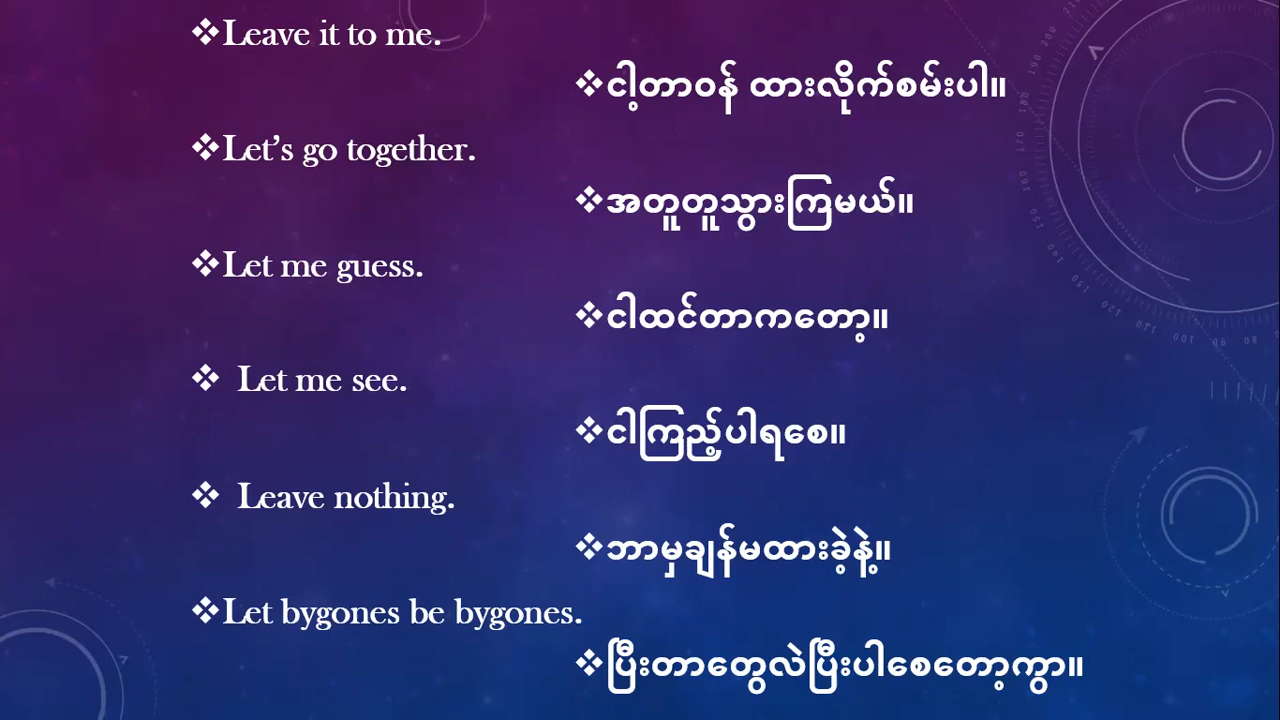 ❖Leave it to me.
❖ငါ့တာဝန် ထားလိုက်စမ်းပါ။
❖Let’s go together.
❖အတူတူသွားကြမယ်။
❖Let me guess.
❖ငါထင်တာကတော့။
❖ Let me see.
❖ငါကြည့်ပါရစေ။
❖ Leave nothing.
❖ဘာမှချန်မထားခဲ့နဲ့။
❖Let bygones be bygones.
❖ပြီးတာတွေလဲပြီးပါစေတော့ကွာ။